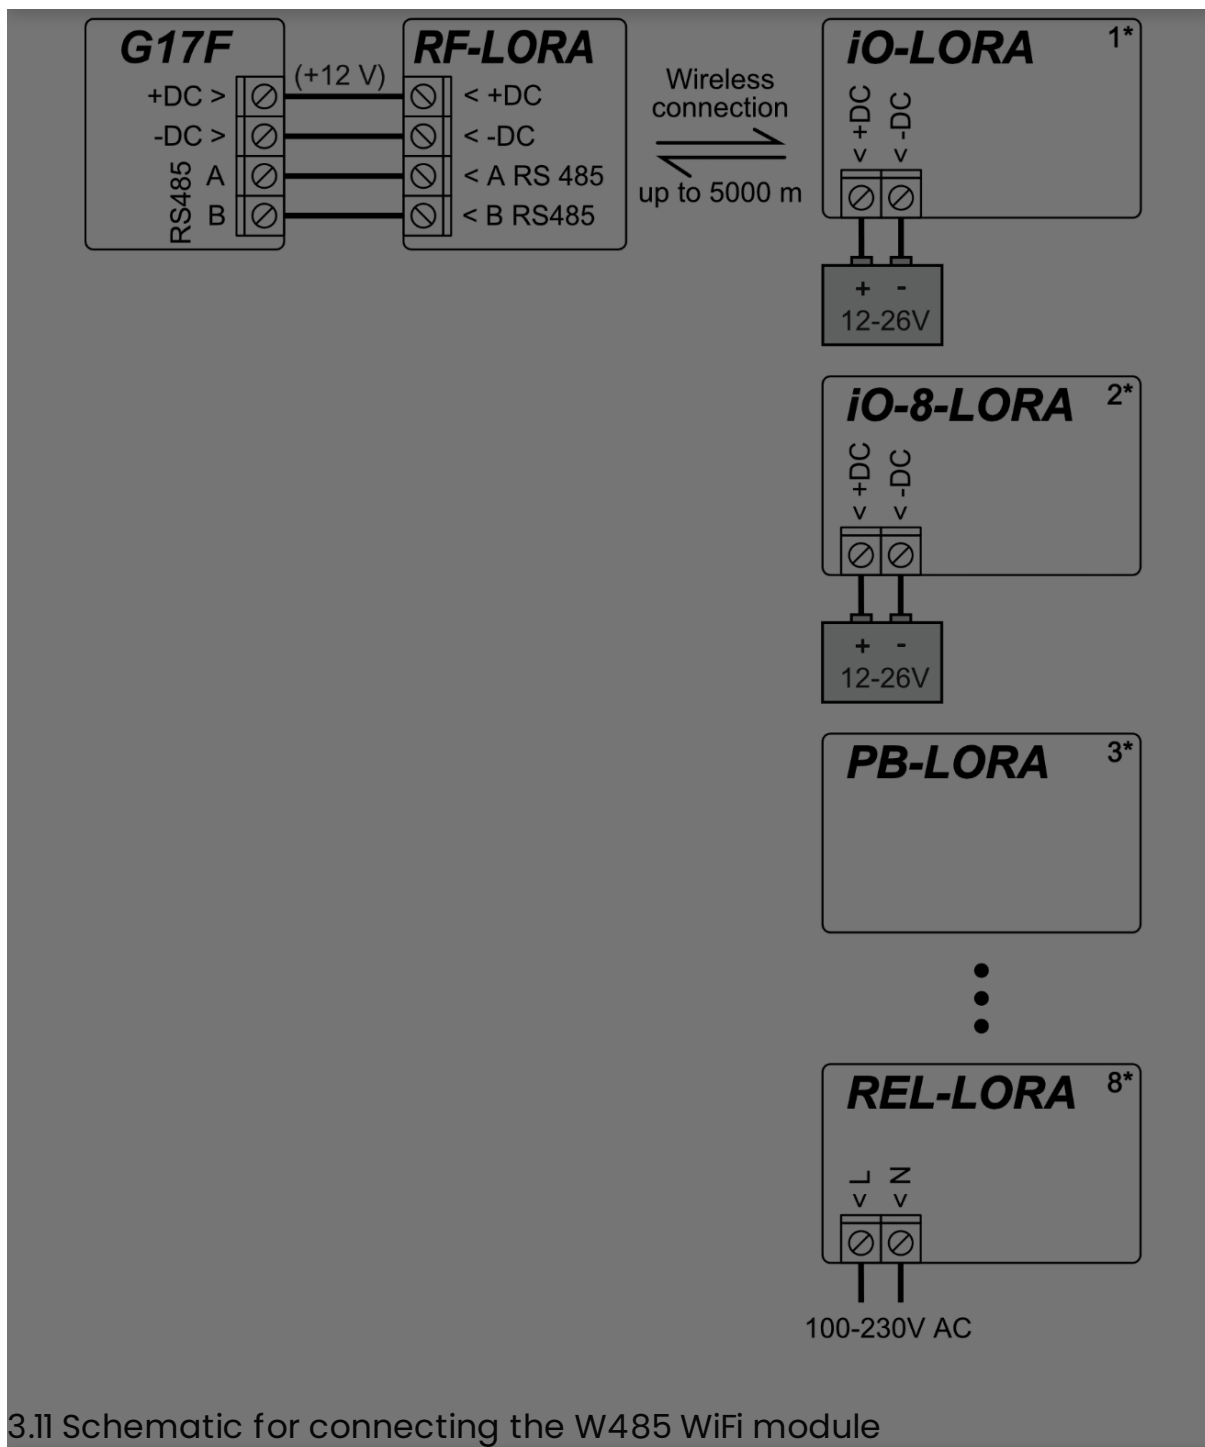 G17F
+DC >
-DC >
RS485
A
B
(+12 V)
RF-LORA
< +DC
< -DC
< A RS 485
< B RS485
Wireless
connection
up to 5000 m
iO-LORA 1*
< +DC
< -DC
+ -
12-26V
iO-8-LORA 2*
< +DC
< -DC
+ -
12-26V
PB-LORA 3*
REL-LORA 8*
< L
< N
100-230V AC
3.11 Schematic for connecting the W485 WiFi module